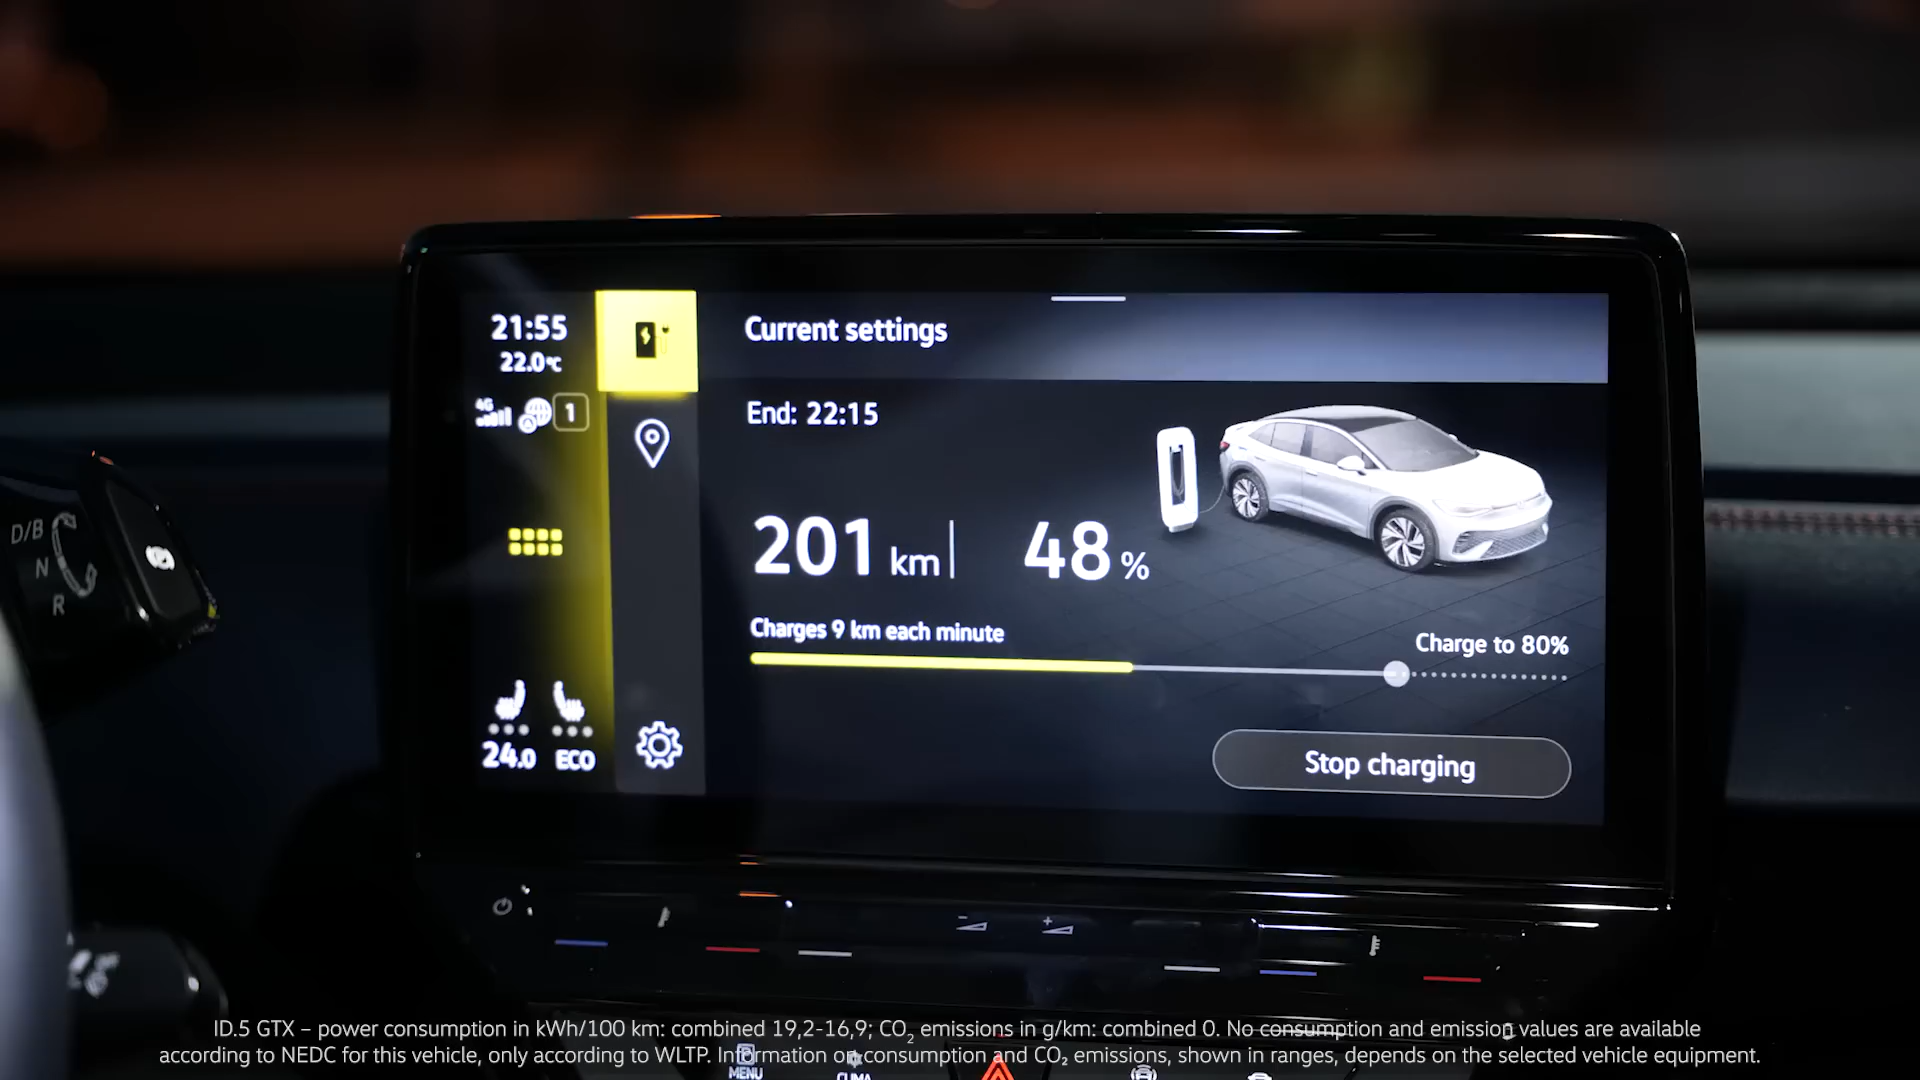 21:55
22.0°C
4G
1
Current settings
End: 22:15
201 km
48 %
Charges 9 km each minute
Charge to 80%
Stop charging
24.0
ECO
D/B
N
R
ID.5 GTX – power consumption in kWh/100 km: combined 19,2-16,9; CO₂ emissions in g/km: combined 0. No consumption and emission values are available
according to NEDC for this vehicle, only according to WLTP. Information on consumption and CO₂ emissions, shown in ranges, depends on the selected vehicle equipment.
MENU
CLIMA